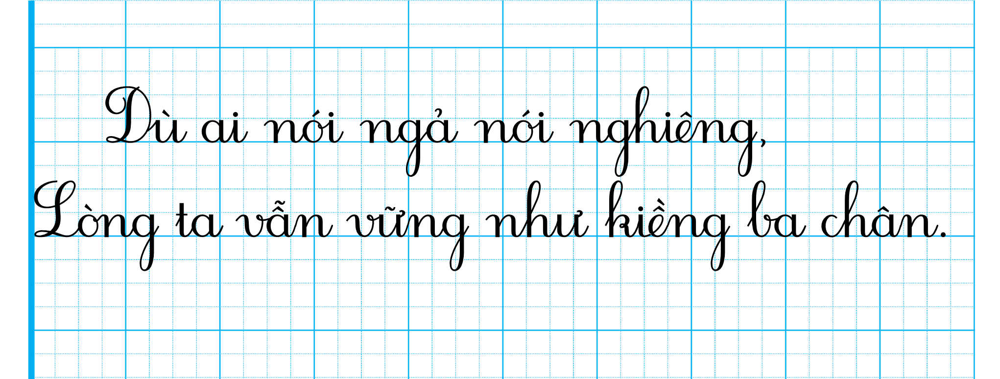 Dù ai nói ngả nói nghiêng,
Lòng ta vẫn vững như kiềng ba chân.